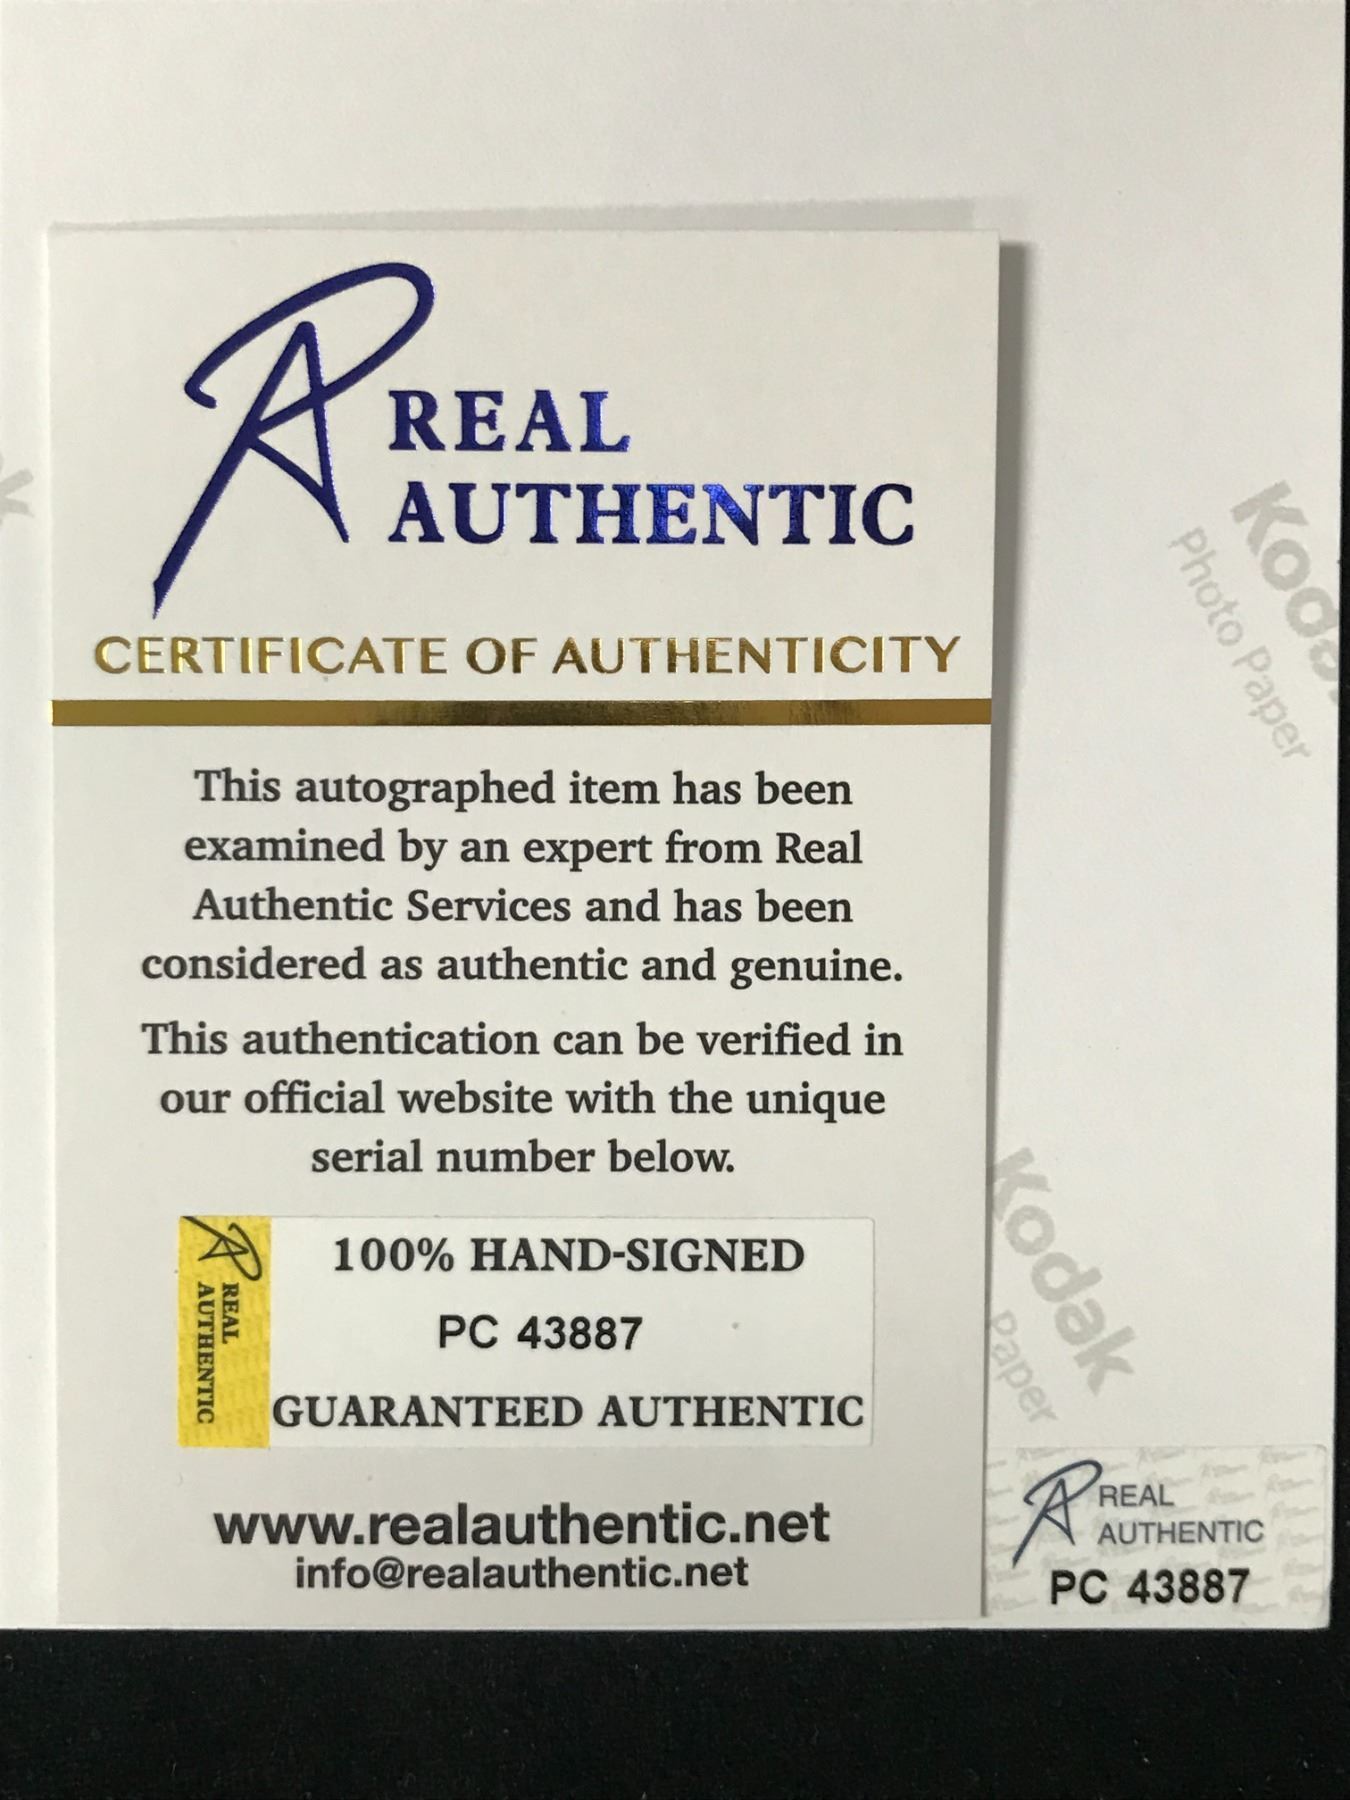 REAL
AUTHENTIC
CERTIFICATE OF AUTHENTICITY
This autographed item has been
examined by an expert from Real
Authentic Services and has been
considered as authentic and genuine.
This authentication can be verified in
our official website with the unique
serial number below.
REAL
AUTHENTIC
100% HAND-SIGNED
PC 43887
GUARANTEED AUTHENTIC
www.realauthentic.net
info@realauthentic.net
Kodak
Photo Paper
Kodak
Paper
REAL
AUTHENTIC
PC 43887